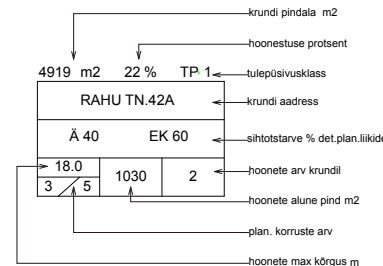 krundi pindala m2
hoonestuse protsent
4919 m2 22 % TP 1 tulepüsivusklass
RAHU TN.42A krundi aadress
Ä 40 EK 60 sihtotstarve % det.plan.liikide
18.0 1030 2 hoonete arv krundil
3 / 5
hoonete alune pind m2
plan. korruste arv
hoonete max kõrgus m